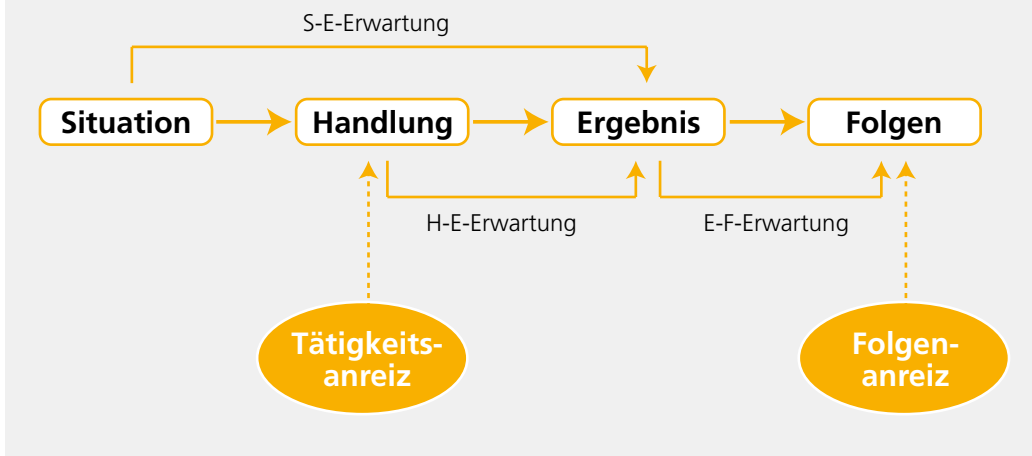 S-E-Erwartung
Situation
Handlung
Ergebnis
Folgen
H-E-Erwartung
E-F-Erwartung
Tätigkeits-
anreiz
Folgen-
anreiz